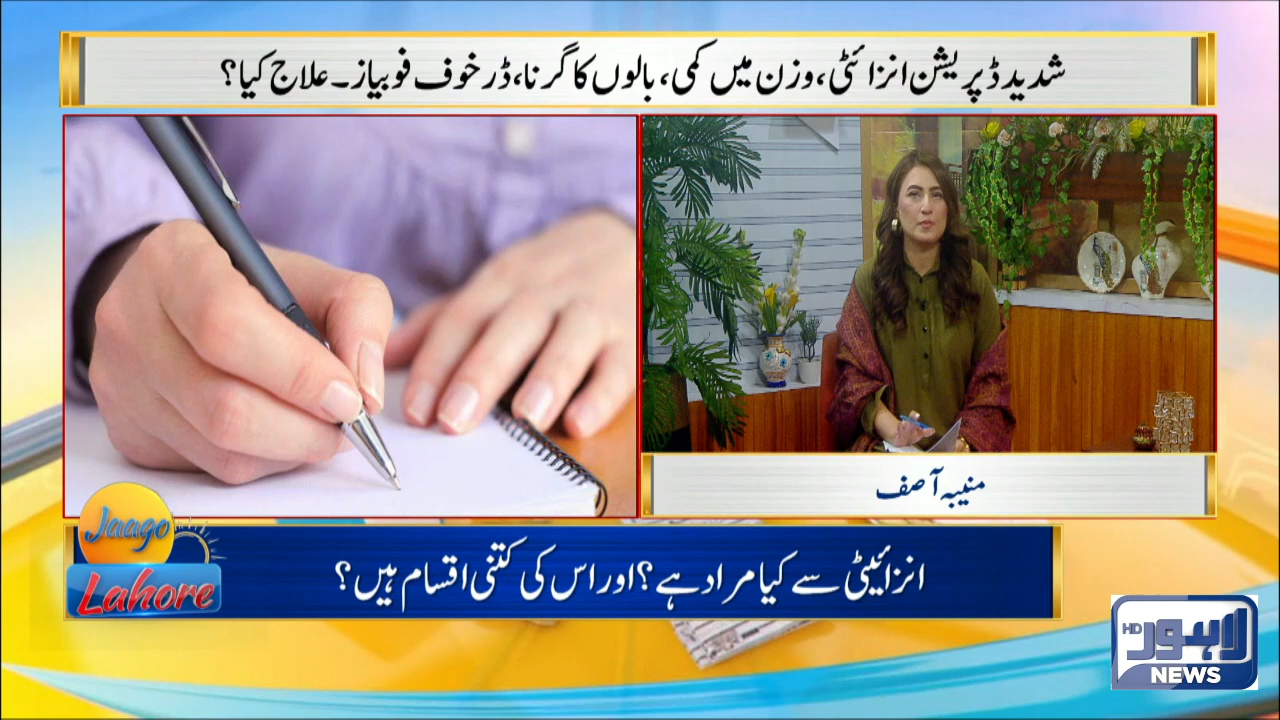 شدید ڈپریشن انزائٹی، وزن میں کمی، بالوں کا گرنا، ڈر خوف فوبیاز۔ علاج کیا؟
منیبہ آصف
Jaago
Lahore
انزائیٹی سے کیا مراد ہے؟ اور اس کی کتنی اقسام ہیں؟
HD لاہور
NEWS